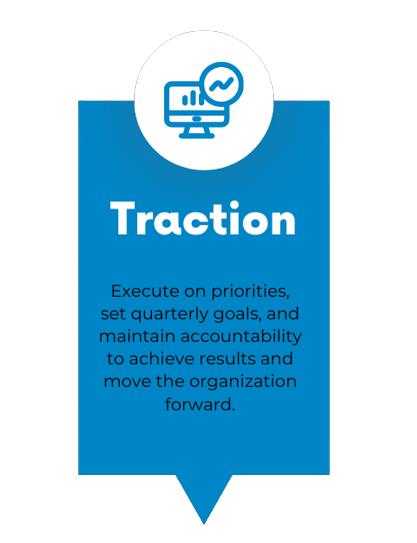 Traction
Execute on priorities,
set quarterly goals, and
maintain accountability
to achieve results and
move the organization
forward.